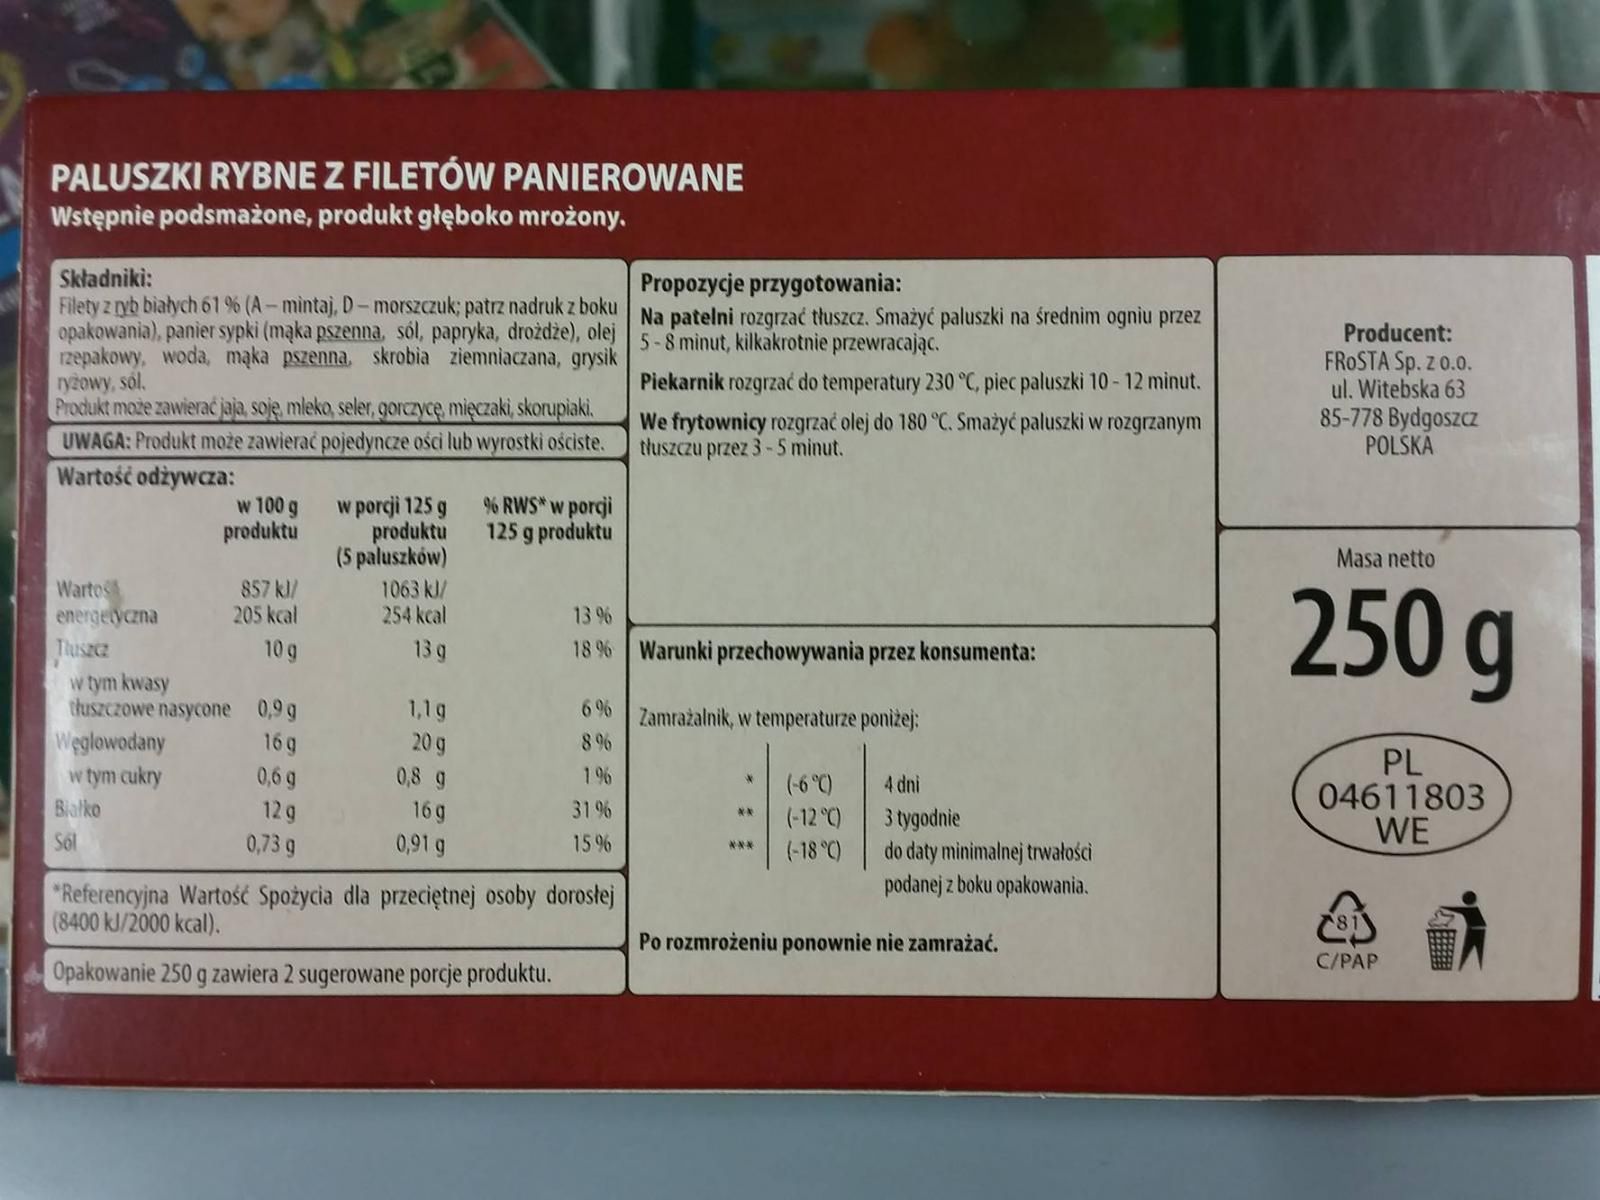 PALUSZKI RYBNE Z FILETÓW PANIEROWANE
Wstępnie podsmażone, produkt głęboko mrożony.
Składniki:
Filety z ryb białych 61 % (A – mintaj, D – morszczuk; patrz nadruk z boku
opakowania), panier sypki (mąka pszenna, sól, papryka, drożdże), olej
rzepakowy, woda, mąka pszenna, skrobia ziemniaczana, grysik
ryżowy, sól.
Produkt może zawierać jaja, soję, mleko, seler, gorczycę, mięczaki, skorupiaki.
UWAGA: Produkt może zawierać pojedyncze ości lub wyrostki ościste.
Wartość odżywcza:
w 100 g w porcji 125 g % RWS* w porcji
produktu produktu 125 g produktu
(5 paluszków)
Wartość 857 kJ/ 1063 kJ/
energetyczna 205 kcal 254 kcal 13 %
Tłuszcz 10 g 13 g 18 %
w tym kwasy
tłuszczowe nasycone 0,9 g 1,1 g 6 %
Węglowodany 16 g 20 g 8 %
w tym cukry 0,6 g 0,8 g 1 %
Białko 12 g 16 g 31 %
Sól 0,73 g 0,91 g 15 %
*Referencyjna Wartość Spożycia dla przeciętnej osoby dorosłej
(8400 kJ/2000 kcal).
Opakowanie 250 g zawiera 2 sugerowane porcje produktu.
Propozycje przygotowania:
Na patelni rozgrzać tłuszcz. Smażyć paluszki na średnim ogniu przez
5 - 8 minut, kilkakrotnie przewracając.
Piekarnik rozgrzać do temperatury 230 °C, piec paluszki 10 - 12 minut.
We frytownicy rozgrzać olej do 180 °C. Smażyć paluszki w rozgrzanym
tłuszczu przez 3 - 5 minut.
Warunki przechowywania przez konsumenta:
Zamrażalnik, w temperaturze poniżej:
* (-6 °C) 4 dni
** (-12 °C) 3 tygodnie
*** (-18 °C) do daty minimalnej trwałości
podanej z boku opakowania.
Po rozmrożeniu ponownie nie zamrażać.
Producent:
FRoSTA Sp. z o.o.
ul. Witebska 63
85-778 Bydgoszcz
POLSKA
Masa netto
250 g
PL
04611803
WE
81
C/PAP